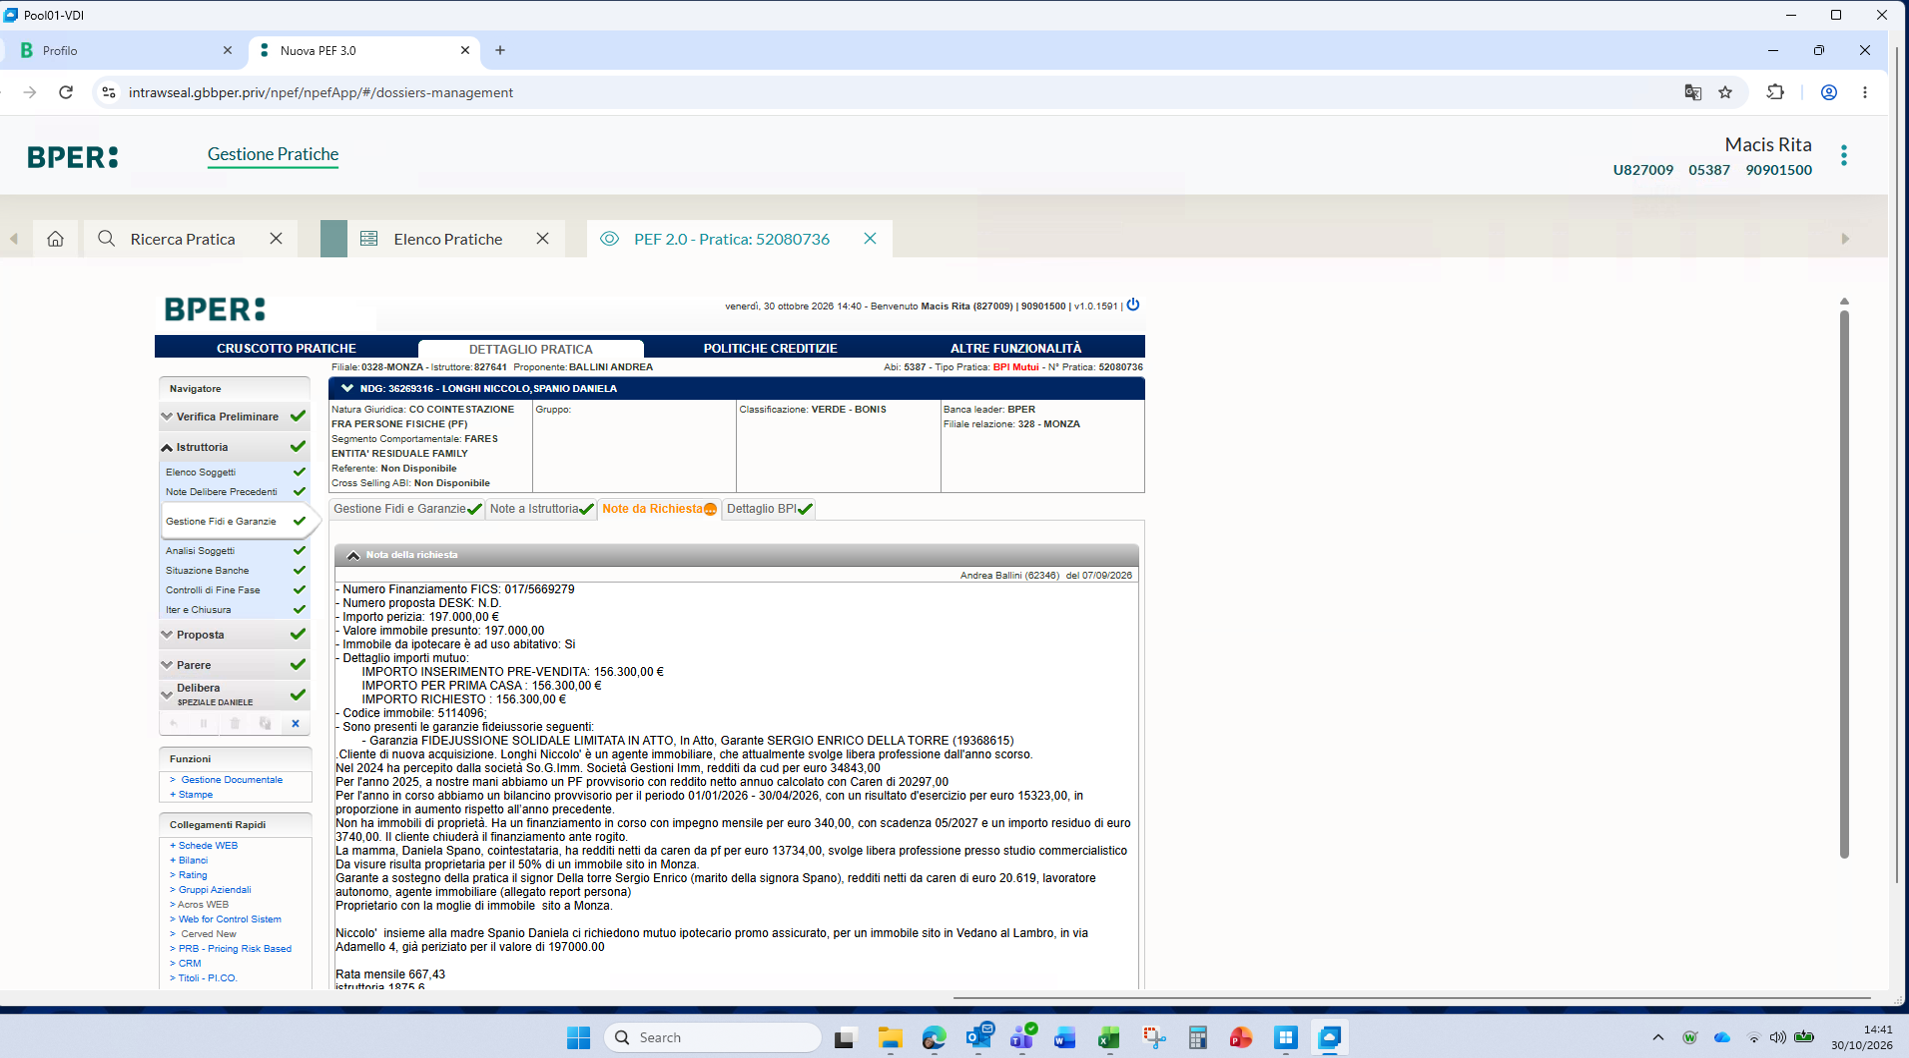 Pool01-VDI
Profilo
Nuova PEF 3.0
intrawseal.gbbper.priv/npef/npefApp/#/dossiers-management
BPER:
Gestione Pratiche
Macis Rita
U827009 05387 90901500
Ricerca Pratica
Elenco Pratiche
PEF 2.0 - Pratica: 52080736
BPER:
venerdì, 30 ottobre 2026 14:40 - Benvenuto Macis Rita (827009) | 90901500 | v1.0.1591 |
CRUSCOTTO PRATICHE
DETTAGLIO PRATICA
POLITICHE CREDITIZIE
ALTRE FUNZIONALITÀ
Filiale: 0328-MONZA - Istruttore: 827641 Proponente: BALLINI ANDREA
Abi: 5387 - Tipo Pratica: BPI Mutui - N° Pratica: 52080736
Navigatore
Verifica Preliminare
Istruttoria
Elenco Soggetti
Note Delibere Precedenti
Gestione Fidi e Garanzie
Analisi Soggetti
Situazione Banche
Controlli di Fine Fase
Iter e Chiusura
Proposta
Parere
Delibera
SPEZIALE DANIELE
Funzioni
> Gestione Documentale
+ Stampe
Collegamenti Rapidi
+ Schede WEB
+ Bilanci
> Rating
> Gruppi Aziendali
> Acros WEB
> Web for Control Sistem
> Cerved New
> PRB - Pricing Risk Based
> CRM
> Titoli - PI.CO.
NDG: 36269316 - LONGHI NICCOLO,SPANIO DANIELA
Natura Giuridica: CO COINTESTAZIONE
FRA PERSONE FISICHE (PF)
Segmento Comportamentale: FARES
ENTITA' RESIDUALE FAMILY
Referente: Non Disponibile
Cross Selling ABI: Non Disponibile
Gruppo:
Classificazione: VERDE - BONIS
Banca leader: BPER
Filiale relazione: 328 - MONZA
Gestione Fidi e Garanzie
Note a Istruttoria
Note da Richiesta
Dettaglio BPI
Nota della richiesta
Andrea Ballini (62346) del 07/09/2026
- Numero Finanziamento FICS: 017/5669279
- Numero proposta DESK: N.D.
- Importo perizia: 197.000,00 €
- Valore immobile presunto: 197.000,00
- Immobile da ipotecare è ad uso abitativo: Si
- Dettaglio importi mutuo:
IMPORTO INSERIMENTO PRE-VENDITA: 156.300,00 €
IMPORTO PER PRIMA CASA : 156.300,00 €
IMPORTO RICHIESTO : 156.300,00 €
- Codice immobile: 5114096;
- Sono presenti le garanzie fideiussorie seguenti:
- Garanzia FIDEJUSSIONE SOLIDALE LIMITATA IN ATTO, In Atto, Garante SERGIO ENRICO DELLA TORRE (19368615)
.Cliente di nuova acquisizione. Longhi Niccolo' è un agente immobiliare, che attualmente svolge libera professione dall'anno scorso.
Nel 2024 ha percepito dalla società So.G.Imm. Società Gestioni Imm, redditi da cud per euro 34843,00
Per l'anno 2025, a nostre mani abbiamo un PF provvisorio con reddito netto annuo calcolato con Caren di 20297,00
Per l'anno in corso abbiamo un bilancino provvisorio per il periodo 01/01/2026 - 30/04/2026, con un risultato d'esercizio per euro 15323,00, in
proporzione in aumento rispetto all'anno precedente.
Non ha immobili di proprietà. Ha un finanziamento in corso con impegno mensile per euro 340,00, con scadenza 05/2027 e un importo residuo di euro
3740,00. Il cliente chiuderà il finanziamento ante rogito.
La mamma, Daniela Spano, cointestataria, ha redditi netti da caren da pf per euro 13734,00, svolge libera professione presso studio commercialistico
Da visure risulta proprietaria per il 50% di un immobile sito in Monza.
Garante a sostegno della pratica il signor Della torre Sergio Enrico (marito della signora Spano), redditi netti da caren di euro 20.619, lavoratore
autonomo, agente immobiliare (allegato report persona)
Proprietario con la moglie di immobile sito a Monza.
Niccolo' insieme alla madre Spanio Daniela ci richiedono mutuo ipotecario promo assicurato, per un immobile sito in Vedano al Lambro, in via
Adamello 4, già periziato per il valore di 197000.00
Rata mensile 667,43
istruttoria 1875,6
Search
14:41
30/10/2026